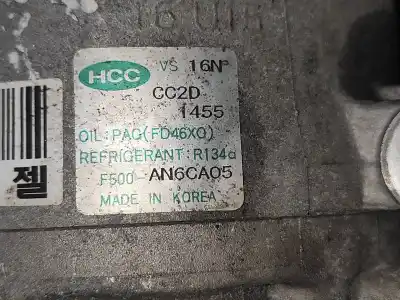 HCC VS 16N°
CC2D
1455
OIL:PAG(FD46XG)
REFRIGERANT:R134a
F500-AN6CA05
MADE IN KOREA
젤